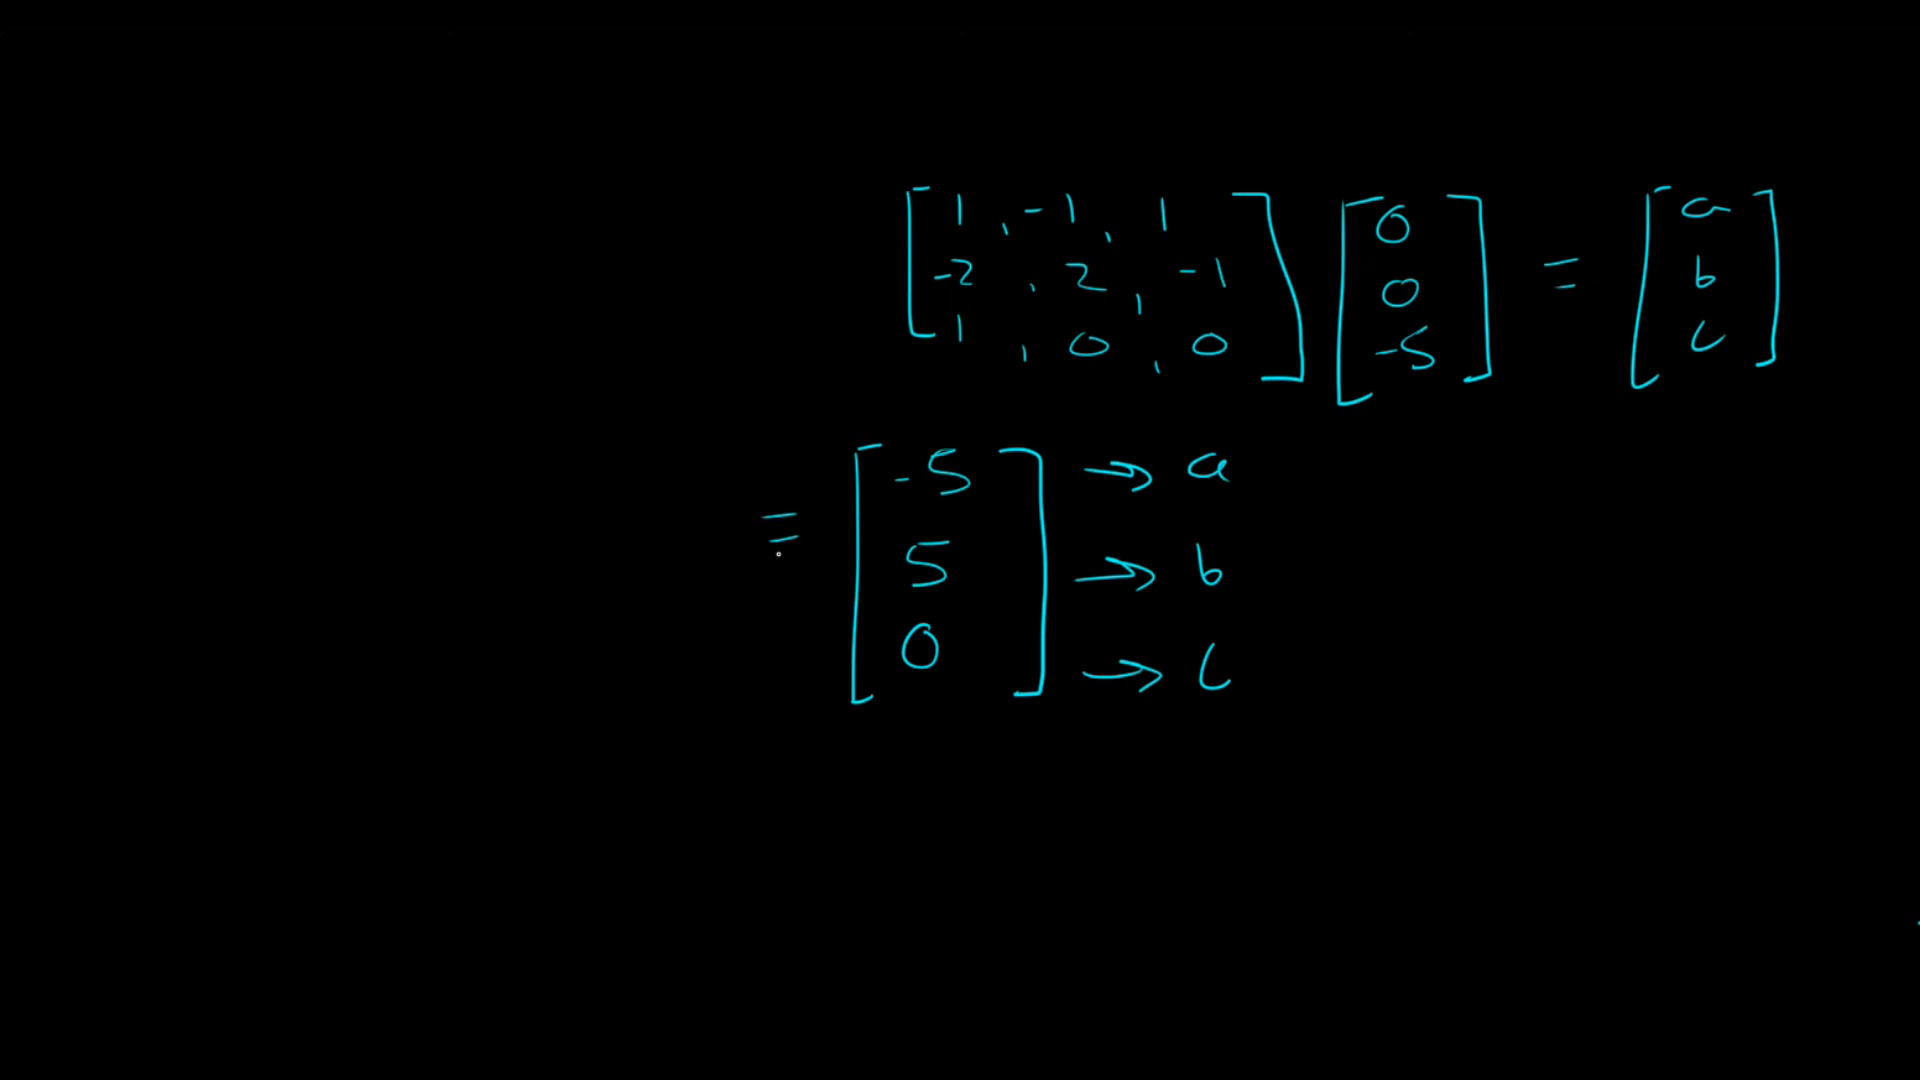 [1, -1, 1] [0] = [a]
[-2, 2, -1] [0] [b]
[1, 0, 0] [-5] [c]
= [-5] → a
[5] → b
[0] → c